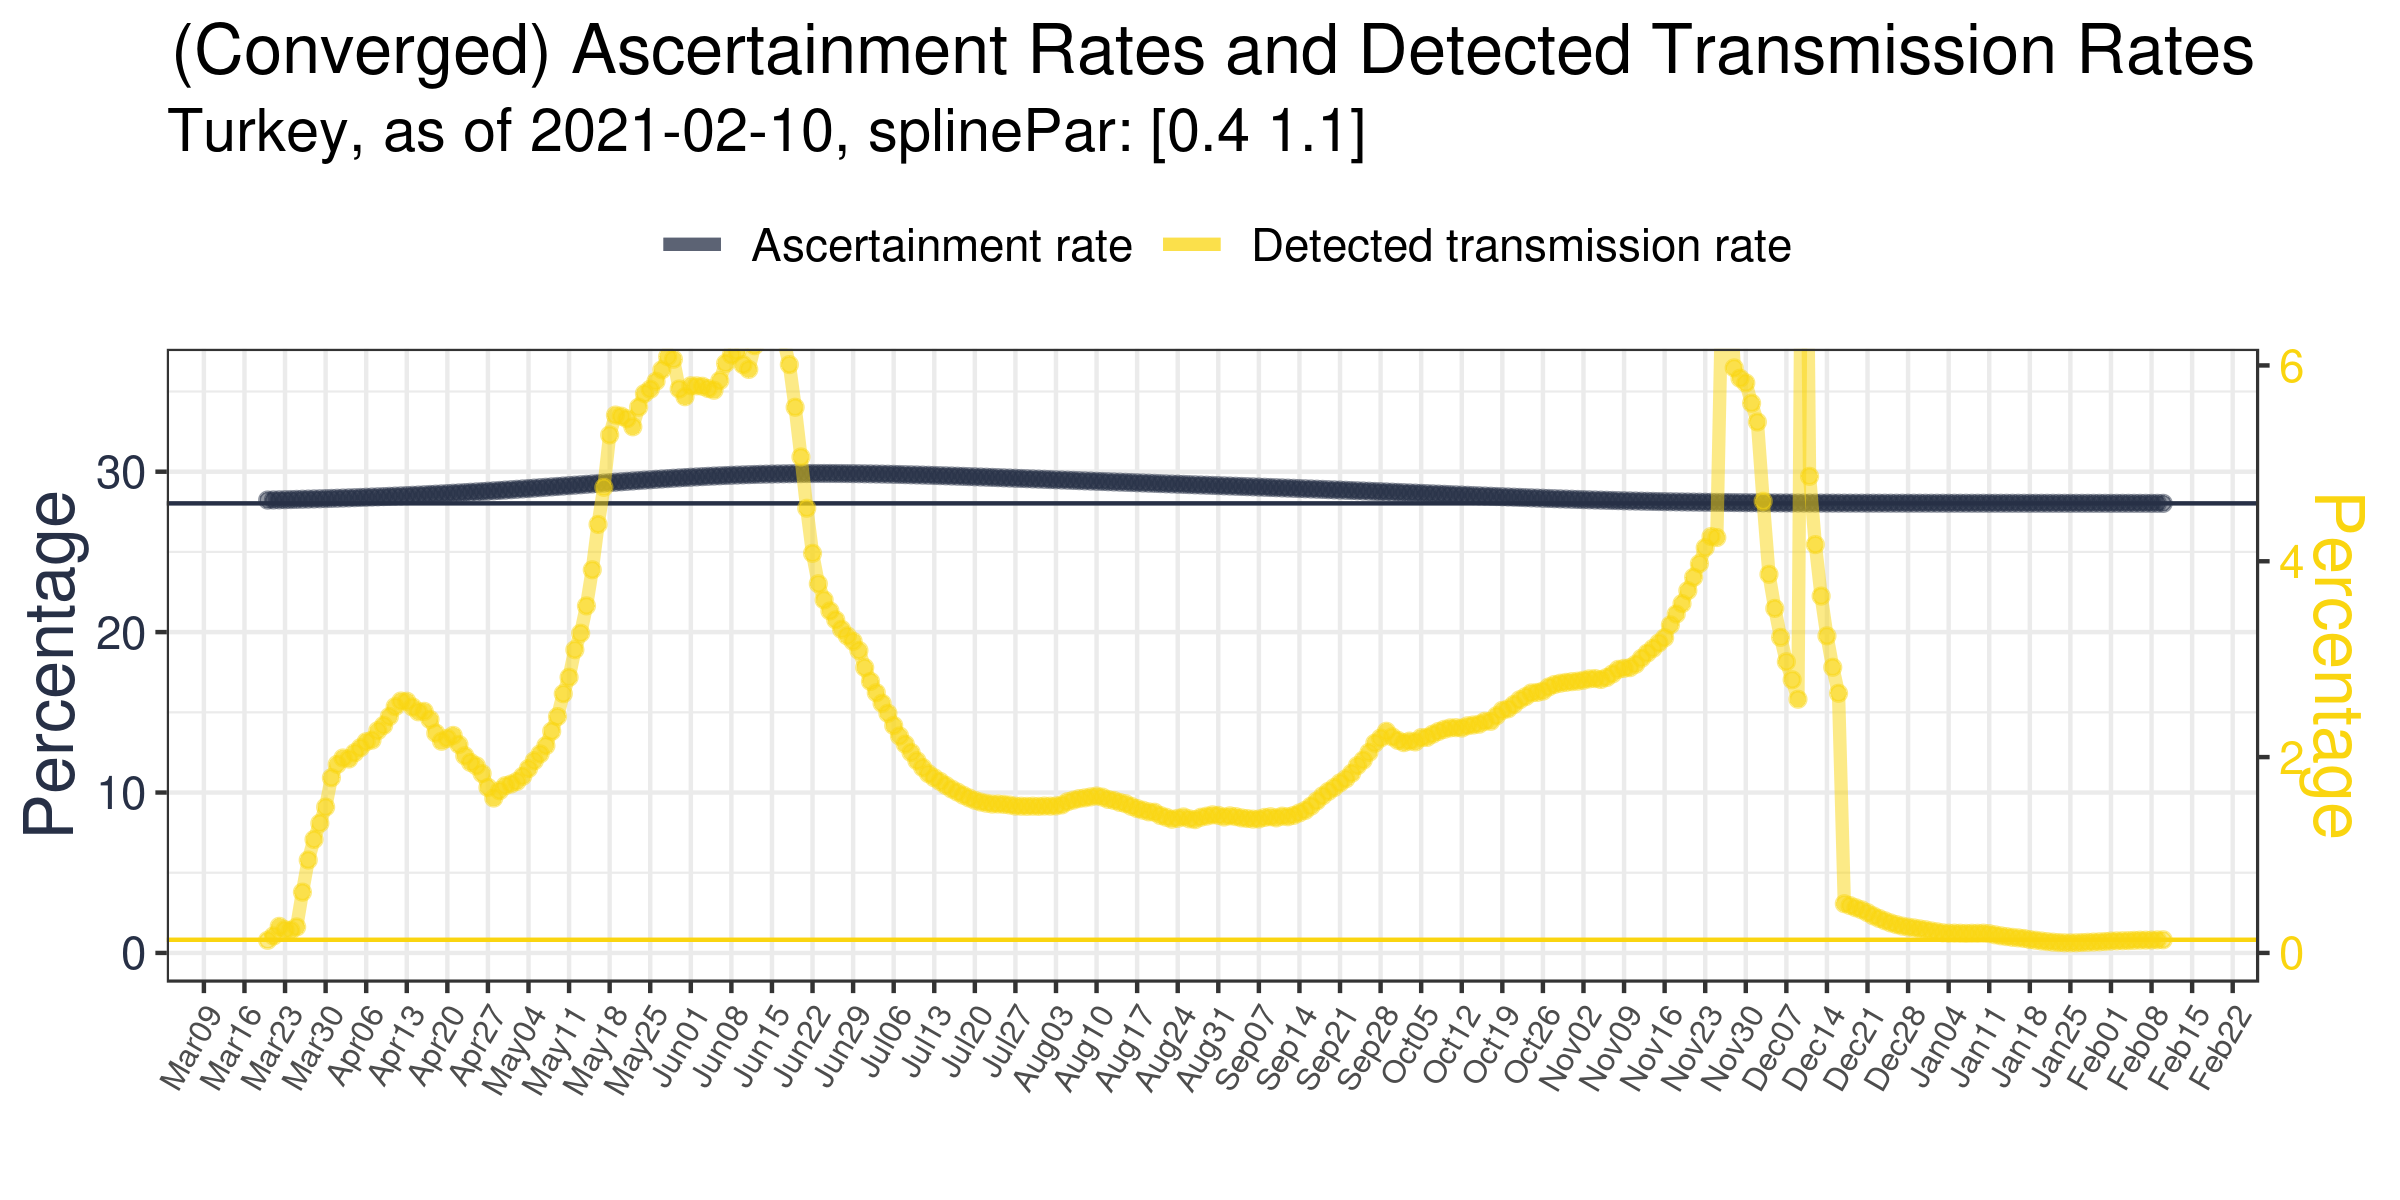 (Converged) Ascertainment Rates and Detected Transmission Rates
Turkey, as of 2021-02-10, splinePar: [0.4 1.1]
Ascertainment rate
Detected transmission rate
Percentage
30
20
10
0
6
4
2
0
Percentage
Mar09
Mar16
Mar23
Mar30
Apr06
Apr13
Apr20
Apr27
May04
May11
May18
May25
Jun01
Jun08
Jun15
Jun22
Jun29
Jul06
Jul13
Jul20
Jul27
Aug03
Aug10
Aug17
Aug24
Aug31
Sep07
Sep14
Sep21
Sep28
Oct05
Oct12
Oct19
Oct26
Nov02
Nov09
Nov16
Nov23
Nov30
Dec07
Dec14
Dec21
Dec28
Jan04
Jan11
Jan18
Jan25
Feb01
Feb08
Feb15
Feb22